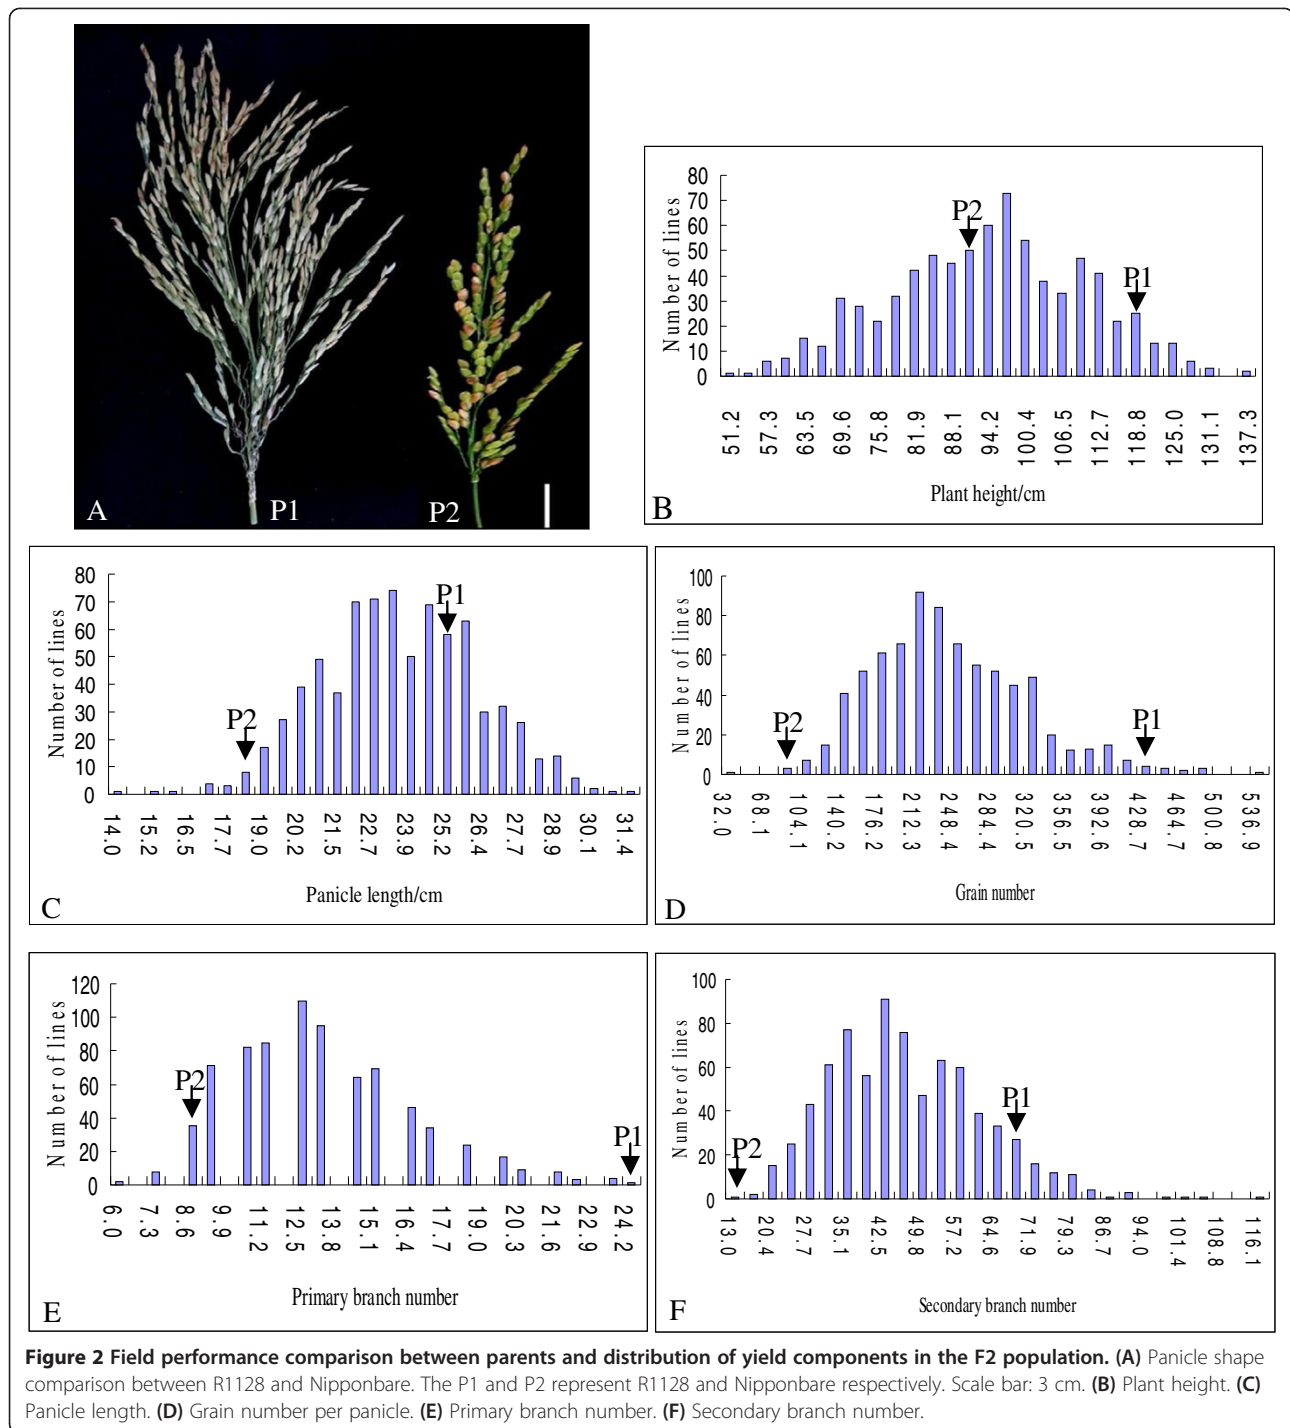 A
P1
P2
Number of lines
80
70
60
50
40
30
20
10
0
P2
P1
51.2 57.3 63.5 69.6 75.8 81.9 88.1 94.2 100.4 106.5 112.7 118.8 125.0 131.1 137.3
Plant height/cm
B
Number of lines
80
70
60
50
40
30
20
10
0
P2
P1
14.0 15.2 16.5 17.7 19.0 20.2 21.5 22.7 23.9 25.2 26.4 27.7 28.9 30.1 31.4
Panicle length/cm
C
Number of lines
100
80
60
40
20
0
P2
P1
32.0 68.1 104.1 140.2 176.2 212.3 248.4 284.4 320.5 356.5 392.6 428.7 464.7 500.8 536.9
Grain number
D
Number of lines
120
100
80
60
40
20
0
P2
P1
6.0 7.3 8.6 9.9 11.2 12.5 13.8 15.1 16.4 17.7 19.0 20.3 21.6 22.9 24.2
Primary branch number
E
Number of lines
100
80
60
40
20
0
P2
P1
13.0 20.4 27.7 35.1 42.5 49.8 57.2 64.6 71.9 79.3 86.7 94.0 101.4 108.8 116.1
Secondary branch number
F
Figure 2 Field performance comparison between parents and distribution of yield components in the F2 population. (A) Panicle shape
comparison between R1128 and Nipponbare. The P1 and P2 represent R1128 and Nipponbare respectively. Scale bar: 3 cm. (B) Plant height. (C)
Panicle length. (D) Grain number per panicle. (E) Primary branch number. (F) Secondary branch number.